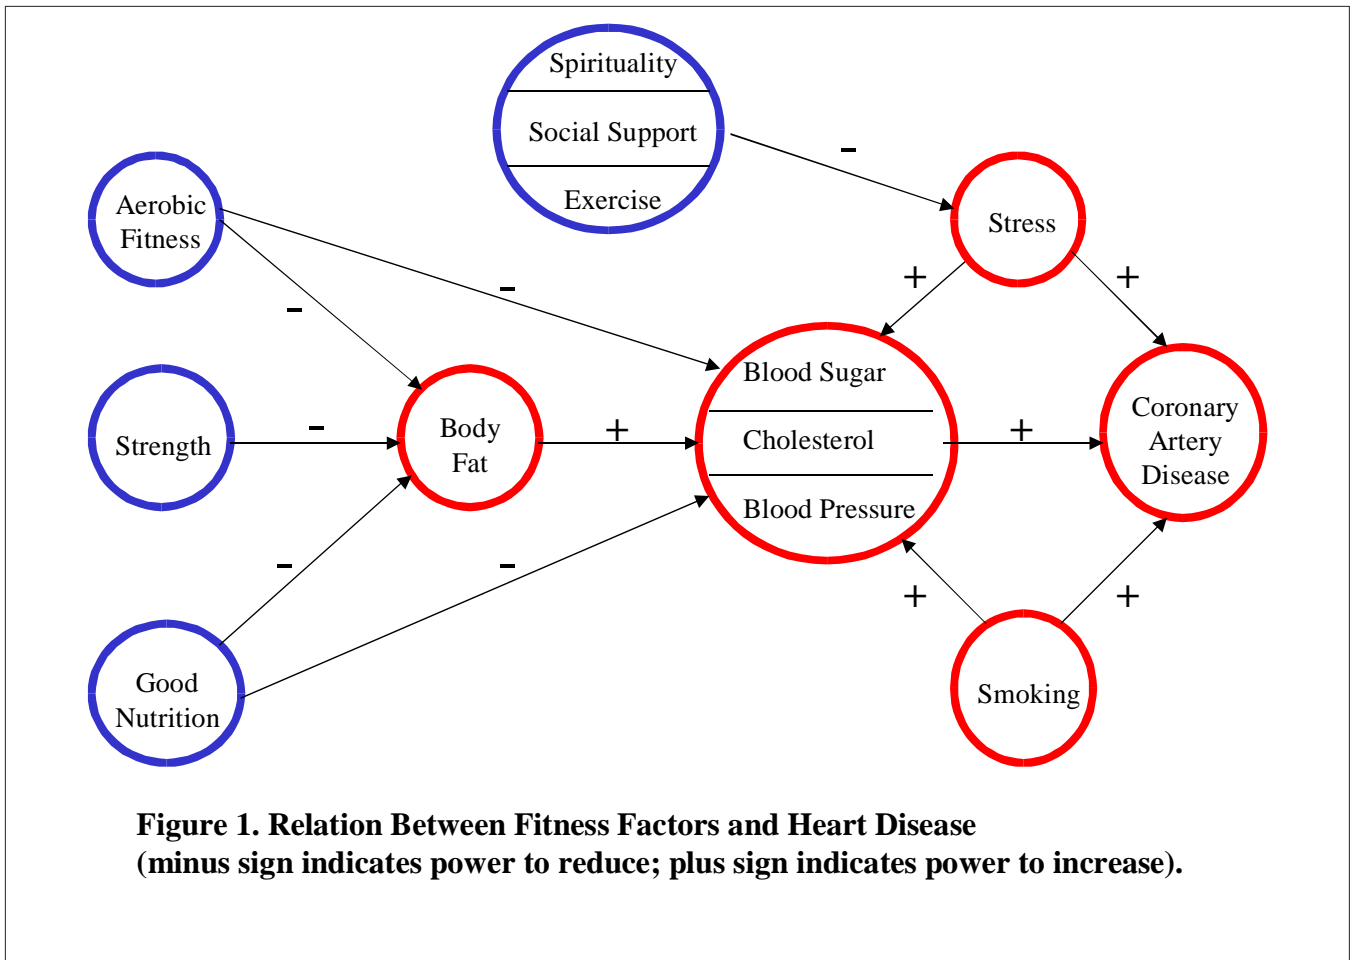 Spirituality
Social Support
Exercise
-
Aerobic
Fitness
Stress
+
+
-
-
Blood Sugar
Cholesterol
Blood Pressure
Coronary
Artery
Disease
Strength
-
Body
Fat
+
+
-
-
+
+
Good
Nutrition
Smoking
Figure 1. Relation Between Fitness Factors and Heart Disease
(minus sign indicates power to reduce; plus sign indicates power to increase).